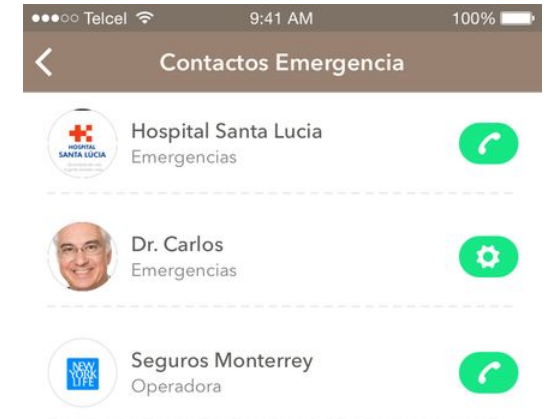 Telcel 9:41 AM 100%
Contactos Emergencia
HOSPITAL
SANTA LÚCIA
Hospital Santa Lucia
Emergencias
Dr. Carlos
Emergencias
NEW
YORK
LIFE
Seguros Monterrey
Operadora